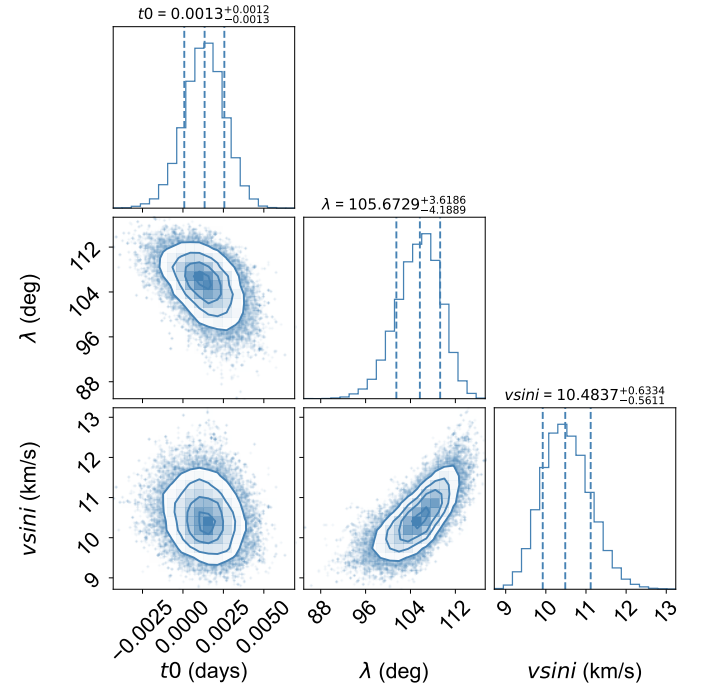 t0 = 0.0013+0.0012 −0.0013
λ = 105.6729+3.6186 −4.1889
vsini = 10.4837+0.6334 −0.5611
λ (deg)
112
104
96
88
vsini (km/s)
13
12
11
10
9
−0.0025 0.0000 0.0025 0.0050
t0 (days)
88 96 104 112
λ (deg)
9 10 11 12 13
vsini (km/s)